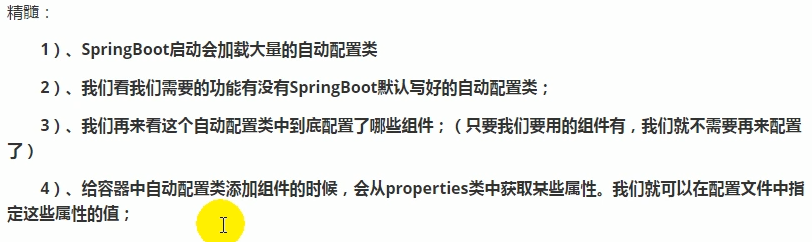 精髓：
1）、SpringBoot启动会加载大量的自动配置类
2）、我们看我们需要的功能有没有SpringBoot默认写好的自动配置类；
3）、我们再来看这个自动配置类中到底配置了哪些组件；（只要我们要用的组件有，我们就不需要再来配置
了）
4）、给容器中自动配置类添加组件的时候，会从properties类中获取某些属性。我们就可以在配置文件中指
定这些属性的值；